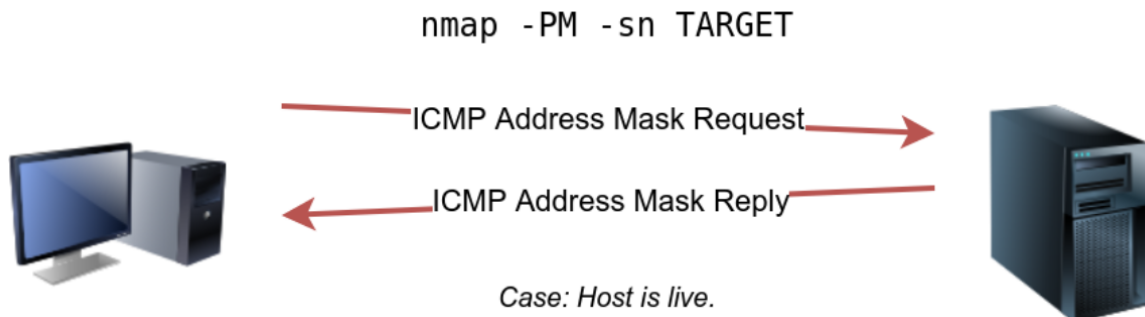 nmap -PM -sn TARGET
ICMP Address Mask Request
ICMP Address Mask Reply
Case: Host is live.